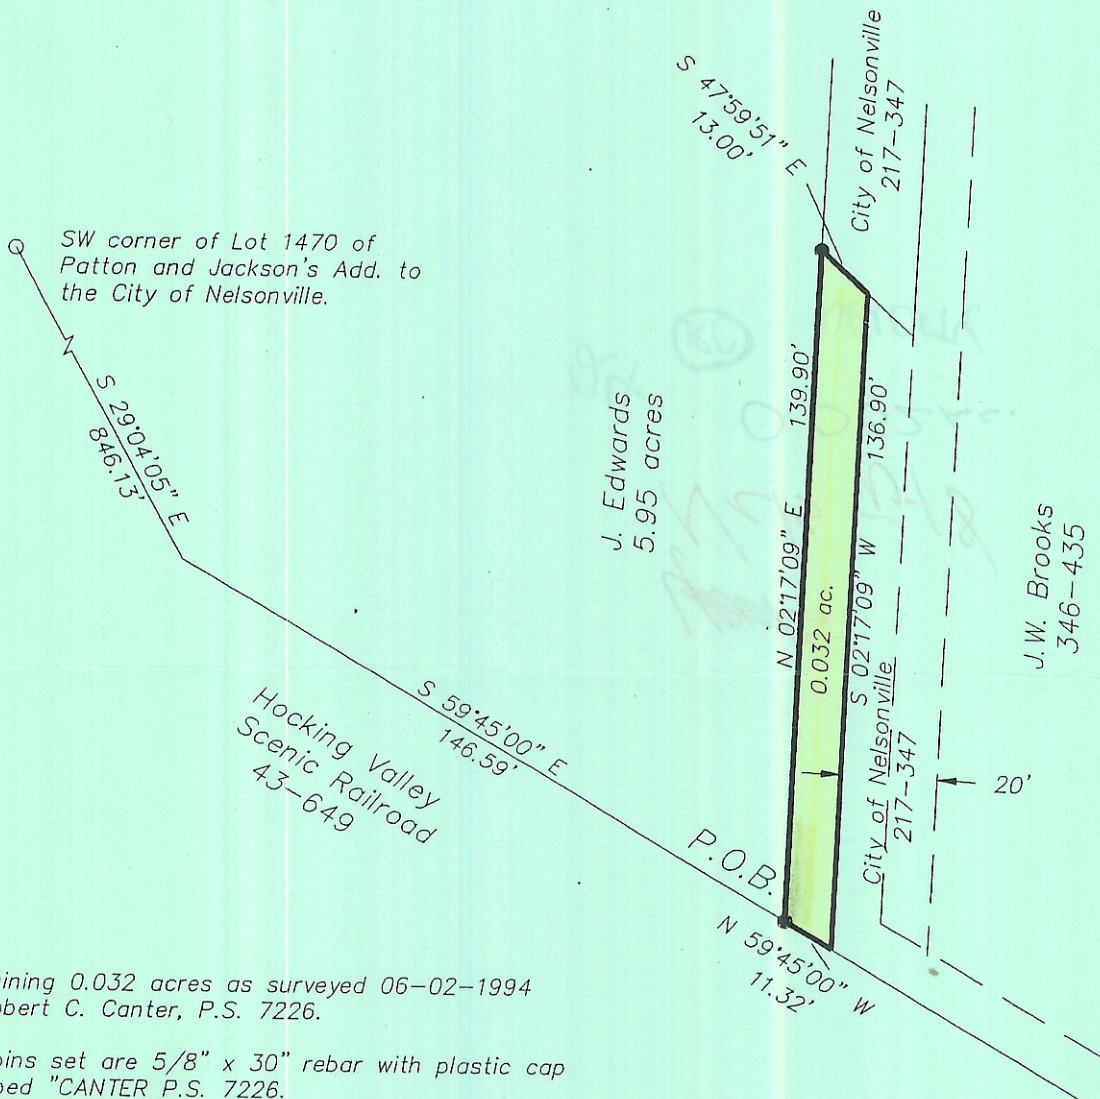 S 47°59'51" E
13.00'
City of Nelsonville
217-347
SW corner of Lot 1470 of
Patton and Jackson's Add. to
the City of Nelsonville.
S 29°04'05" E
846.13'
139.90'
136.90'
J. Edwards
5.95 acres
N 02°17'09" E
S 02°17'09" W
0.032 ac.
J.W. Brooks
346-435
S 59°45'00" E
146.59'
Hocking Valley
Scenic Railroad
43-649
City of Nelsonville
217-347
20'
P.O.B.
N 59°45'00" W
11.32'
ining 0.032 acres as surveyed 06-02-1994
bert C. Canter, P.S. 7226.
pins set are 5/8" x 30" rebar with plastic cap
ped "CANTER P.S. 7226.